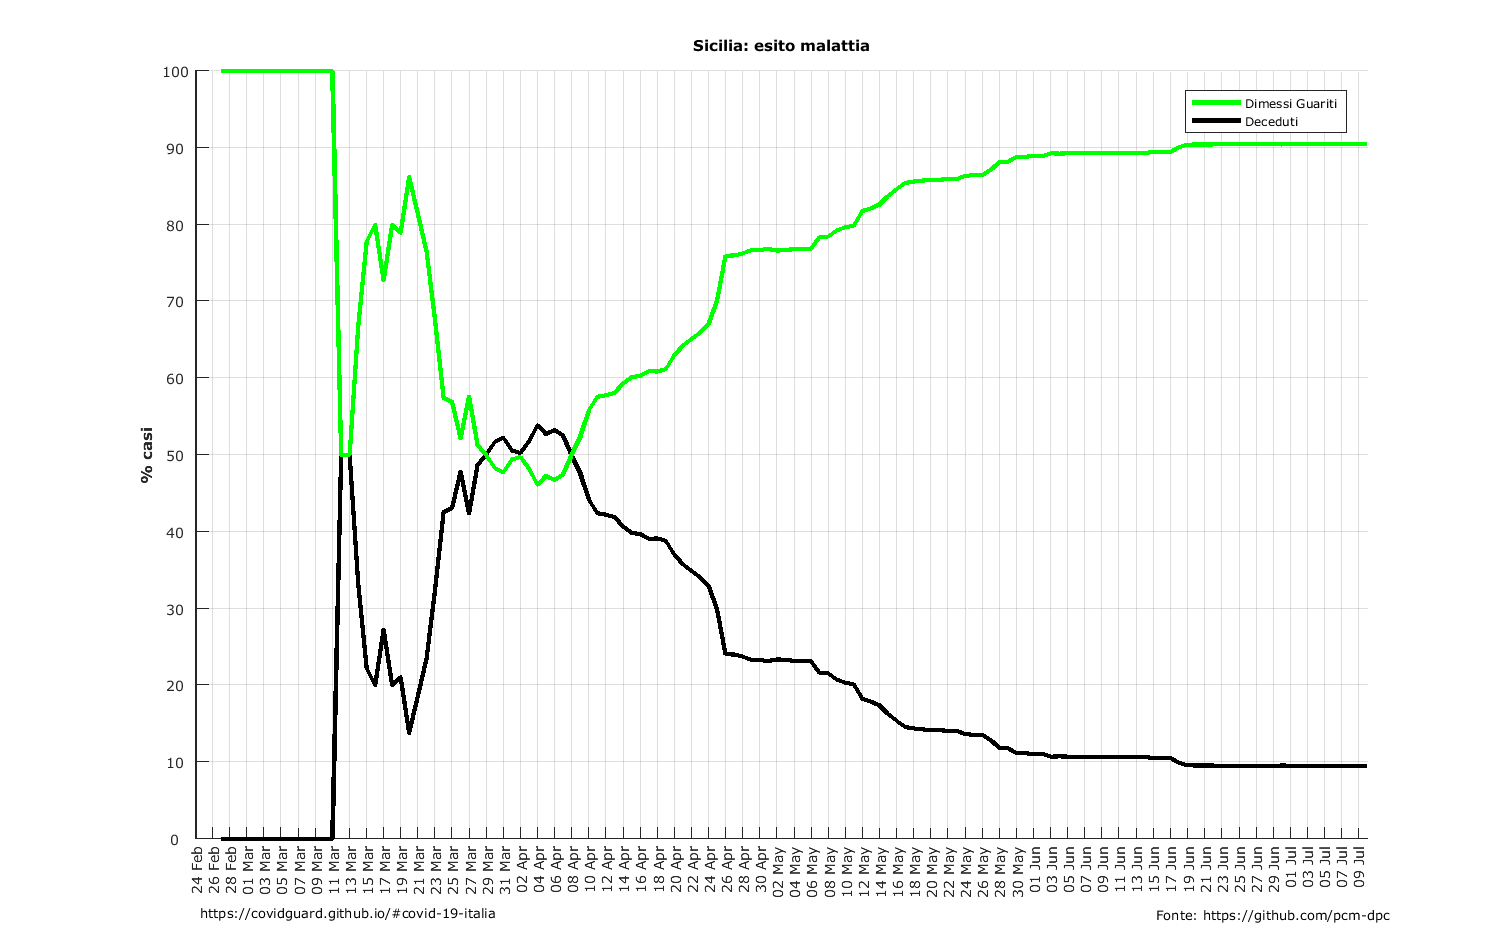 Sicilia: esito malattia
100
90
80
70
60
50
40
30
20
10
0
% casi
Dimessi Guariti
Deceduti
24 Feb
26 Feb
28 Feb
01 Mar
03 Mar
05 Mar
07 Mar
09 Mar
11 Mar
13 Mar
15 Mar
17 Mar
19 Mar
21 Mar
23 Mar
25 Mar
27 Mar
29 Mar
31 Mar
02 Apr
04 Apr
06 Apr
08 Apr
10 Apr
12 Apr
14 Apr
16 Apr
18 Apr
20 Apr
22 Apr
24 Apr
26 Apr
28 Apr
30 Apr
02 May
04 May
06 May
08 May
10 May
12 May
14 May
16 May
18 May
20 May
22 May
24 May
26 May
28 May
30 May
01 Jun
03 Jun
05 Jun
07 Jun
09 Jun
11 Jun
13 Jun
15 Jun
17 Jun
19 Jun
21 Jun
23 Jun
25 Jun
27 Jun
29 Jun
01 Jul
03 Jul
05 Jul
07 Jul
09 Jul
https://covidguard.github.io/#covid-19-italia
Fonte: https://github.com/pcm-dpc